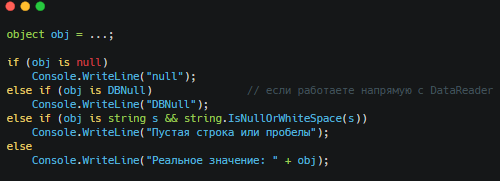 object obj = ...;
if (obj is null)
    Console.WriteLine("null");
else if (obj is DBNull)              // если работаете напрямую с DataReader
    Console.WriteLine("DBNull");
else if (obj is string s && string.IsNullOrWhiteSpace(s))
    Console.WriteLine("Пустая строка или пробелы");
else
    Console.WriteLine("Реальное значение: " + obj);